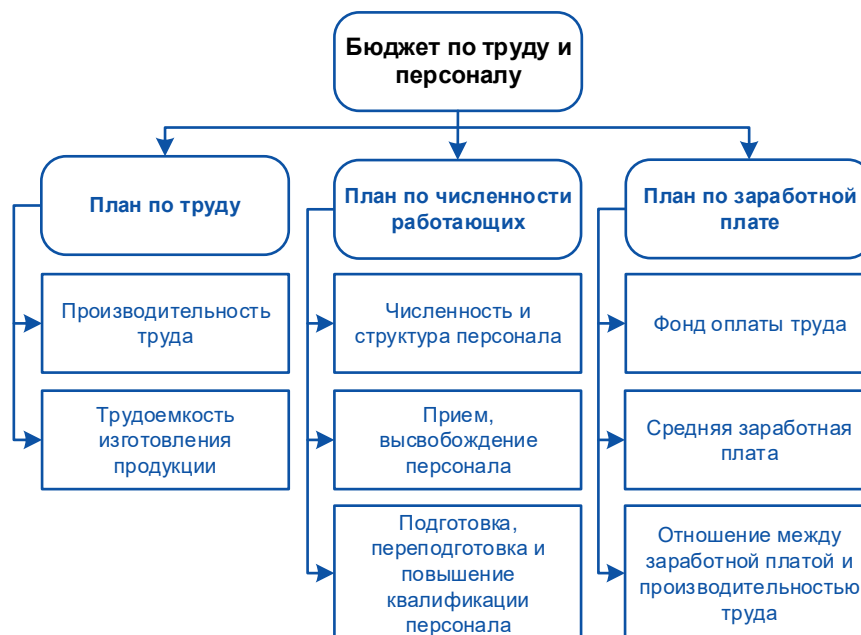 Бюджет по труду и
персоналу
План по труду
План по численности
работающих
План по заработной
плате
Производительность
труда
Численность и
структура персонала
Фонд оплаты труда
Трудоемкость
изготовления
продукции
Прием,
высвобождение
персонала
Средняя заработная
плата
Подготовка,
переподготовка и
повышение
квалификации
персонала
Отношение между
заработной платой и
производительностью
труда